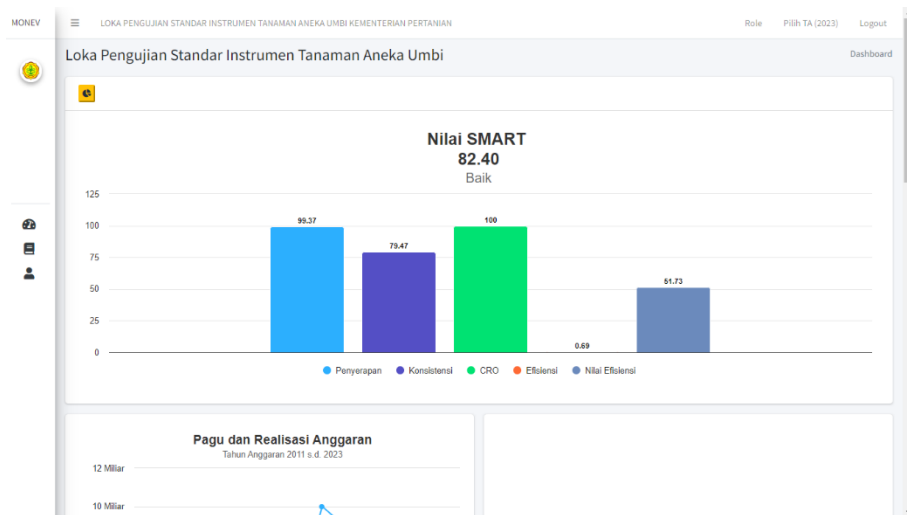 MONEV
LOKA PENGUJIAN STANDAR INSTRUMEN TANAMAN ANEKA UMBI KEMENTERIAN PERTANIAN
Role Pilih TA (2023) Logout
Loka Pengujian Standar Instrumen Tanaman Aneka Umbi
Dashboard
Nilai SMART
82.40
Baik
125
100
75
50
25
0
99.37
79.47
100
0.69
51.73
Penyerapan Konsistensi CRO Efisiensi Nilai Efisiensi
Pagu dan Realisasi Anggaran
Tahun Anggaran 2011 s.d. 2023
12 Miliar
10 Miliar